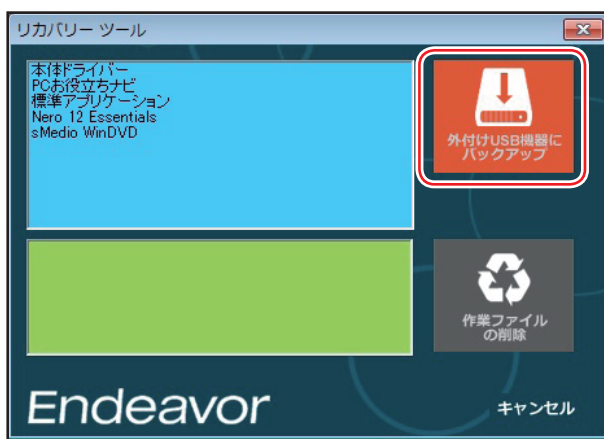 リカバリー ツール
本体ドライバー
PCお役立ちナビ
標準アプリケーション
Nero 12 Essentials
sMedio WinDVD
外付けUSB機器に
バックアップ
作業ファイル
の削除
Endeavor
キャンセル